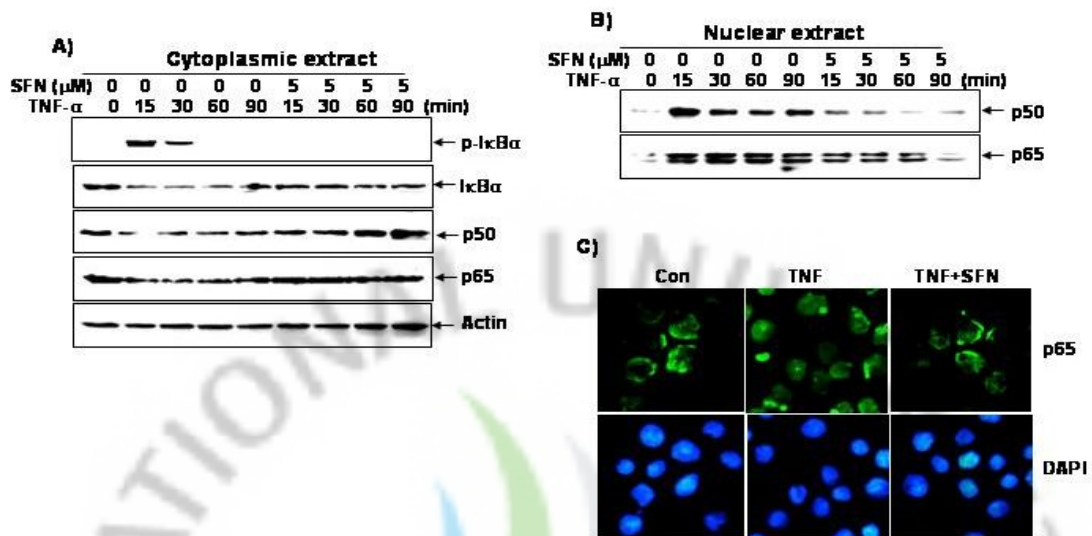 A)
Cytoplasmic extract
SFN (μM) 0 0 0 0 0 5 5 5 5
TNF-α 0 15 30 60 90 15 30 60 90 (min)
p-IκBα
IκBα
p50
p65
Actin
B)
Nuclear extract
SFN (μM) 0 0 0 0 0 5 5 5 5
TNF-α 0 15 30 60 90 15 30 60 90 (min)
p50
p65
C)
Con TNF TNF+SFN
p65
DAPI
ATIONAL UNI